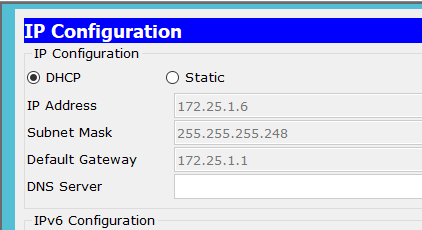 IP Configuration
IP Configuration
DHCP Static
IP Address 172.25.1.6
Subnet Mask 255.255.255.248
Default Gateway 172.25.1.1
DNS Server
IPv6 Configuration